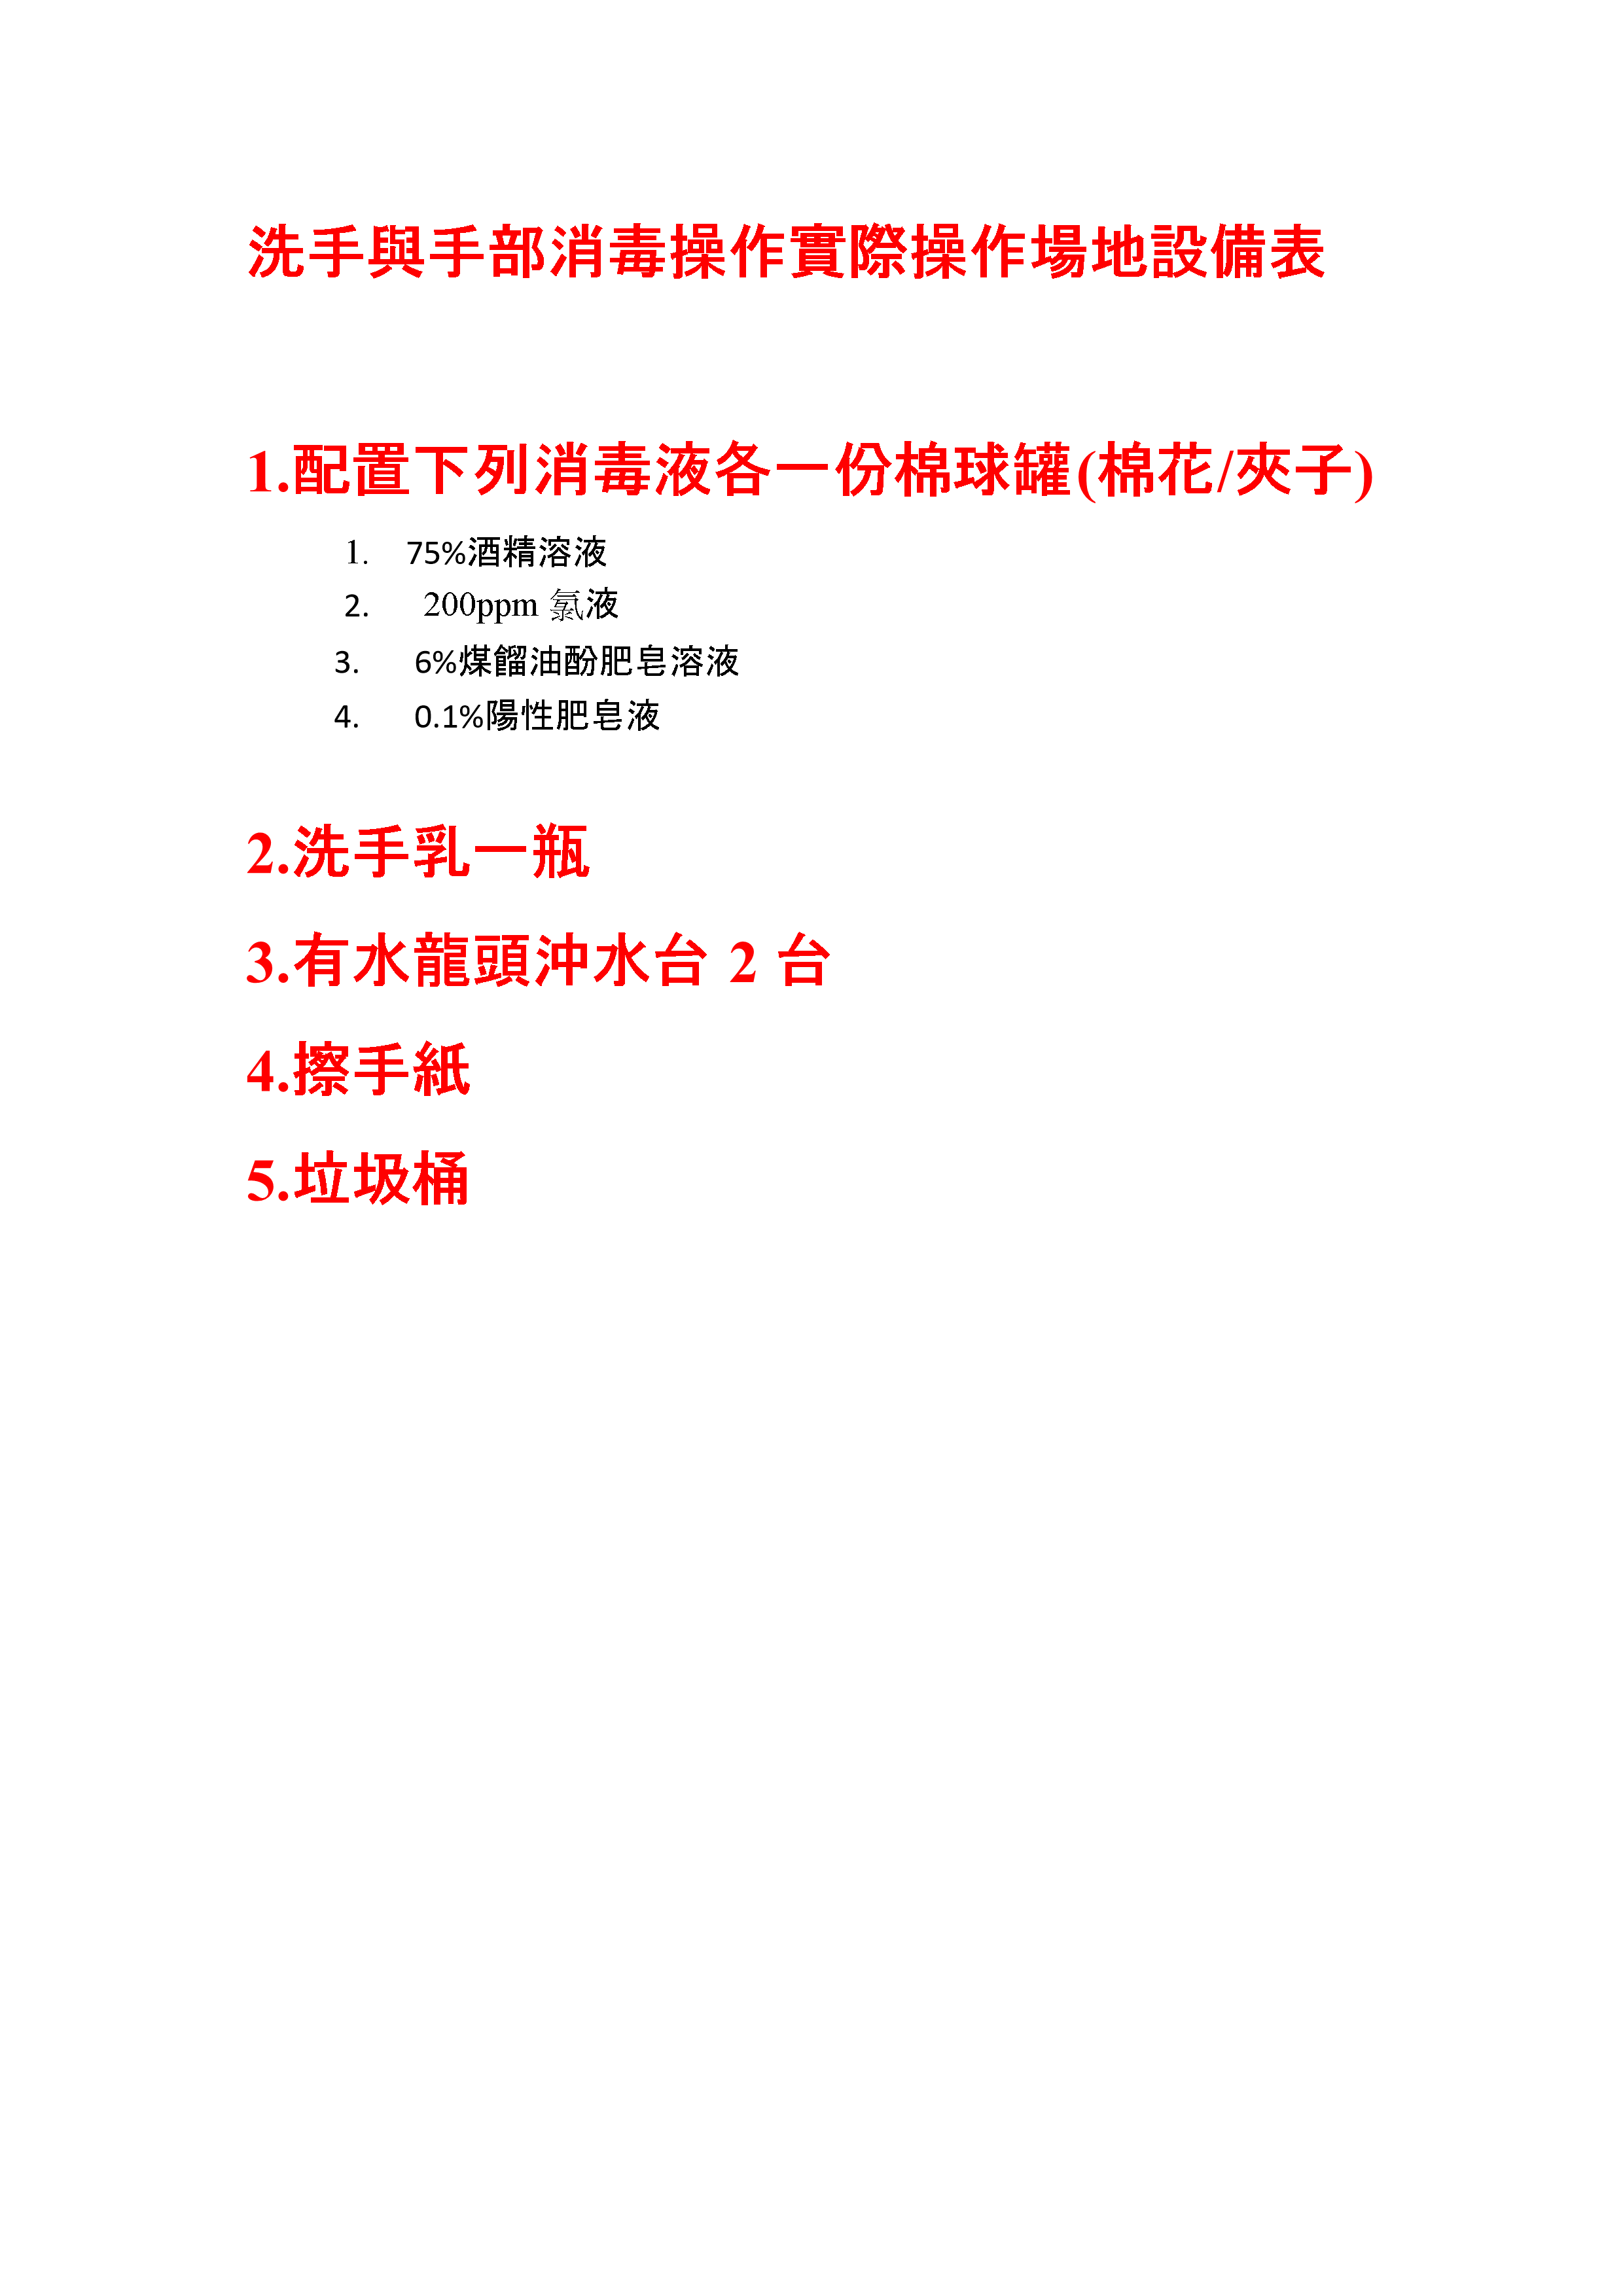 洗手與手部消毒操作實際操作場地設備表
1.配置下列消毒液各一份棉球罐(棉花/夾子)
1. 75%酒精溶液
2. 200ppm 氯液
3. 6%煤餾油酚肥皂溶液
4. 0.1%陽性肥皂液
2.洗手乳一瓶
3.有水龍頭沖水台 2 台
4.擦手紙
5.垃圾桶